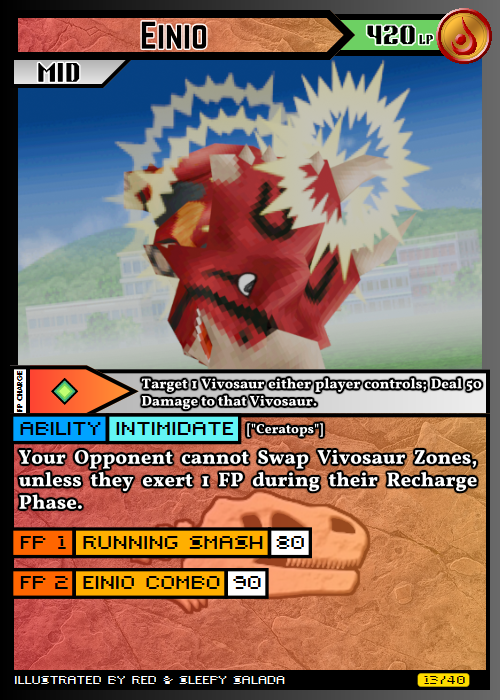 EINIO
420 LP
MID
FP CHARGE
Target 1 Vivosaur either player controls; Deal 50
Damage to that Vivosaur.
ABILITY INTIMIDATE ["Ceratops"]
Your Opponent cannot Swap Vivosaur Zones,
unless they exert 1 FP during their Recharge
Phase.
FP 1 RUNNING SMASH 80
FP 2 EINIO COMBO 90
ILLUSTRATED BY RED & SLEEPY SALADA
13/40